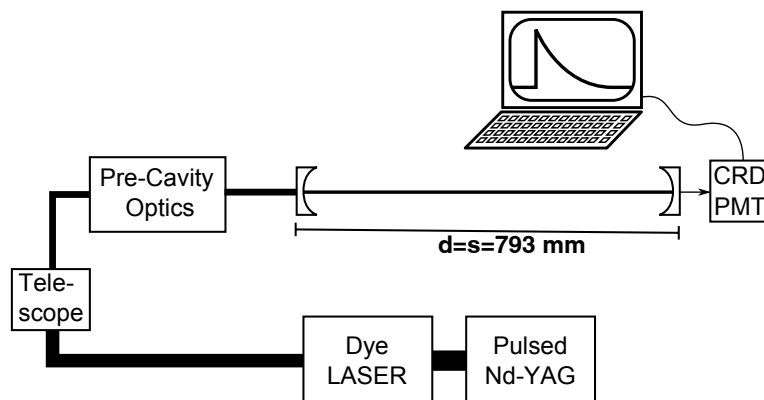 Pre-Cavity
Optics
CRD
PMT
d=s=793 mm
Tele-
scope
Dye
LASER
Pulsed
Nd-YAG